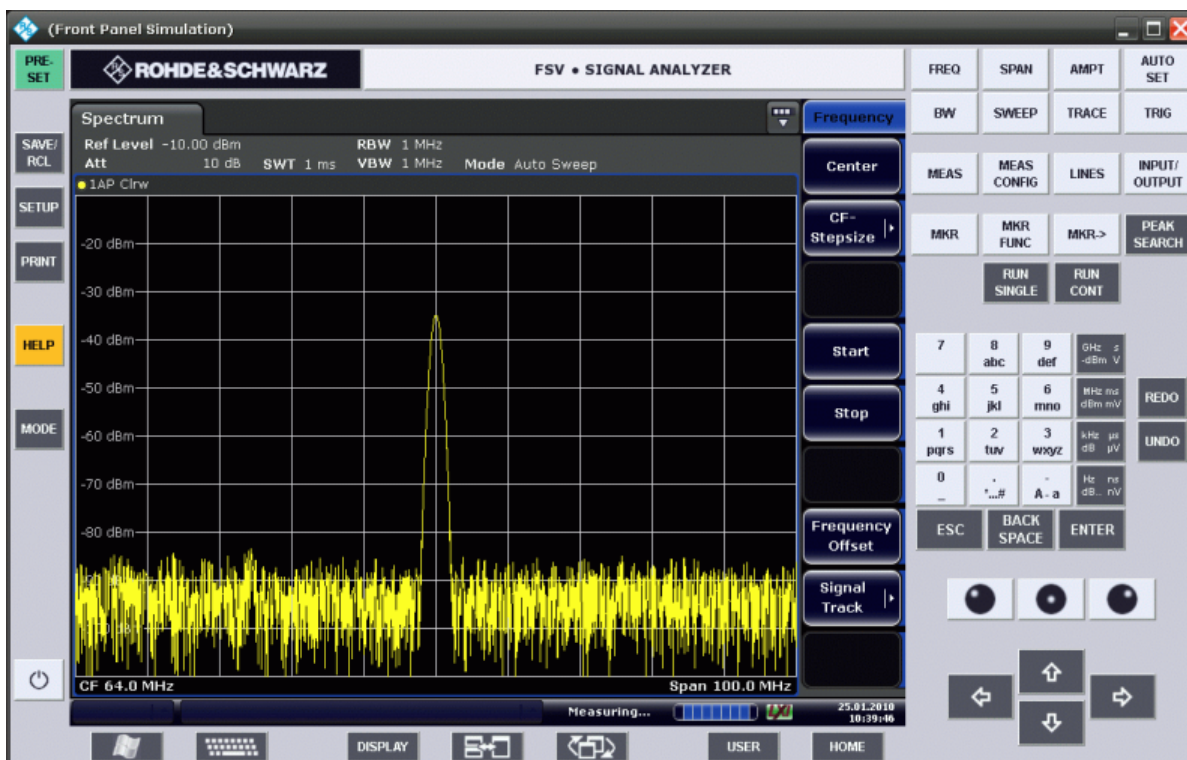 (Front Panel Simulation)
PRE-SET
ROHDE&SCHWARZ
FSV • SIGNAL ANALYZER
FREQ SPAN AMPT AUTO SET
Spectrum
Frequency
BW SWEEP TRACE TRIG
SAVE/RCL
Ref Level -10.00 dBm RBW 1 MHz
Att 10 dB SWT 1 ms VBW 1 MHz Mode Auto Sweep
1AP Clrw
Center
MEAS MEAS CONFIG LINES INPUT/OUTPUT
SETUP
CF-Stepsize
MKR MKR FUNC MKR-> PEAK SEARCH
-20 dBm
PRINT
RUN SINGLE RUN CONT
-30 dBm
HELP
-40 dBm
Start
7 8 abc 9 def GHz s -dBm V
-50 dBm
4 ghi 5 jkl 6 mno MHz ms dBm mV REDO
Stop
MODE
-60 dBm
1 pqrs 2 tuv 3 wxyz kHz µs dB µV UNDO
-70 dBm
0 _ . *...# - A-a Hz ns dB.. nV
-80 dBm
Frequency Offset
ESC BACK SPACE ENTER
Signal Track
CF 64.0 MHz Span 100.0 MHz
Measuring... 25.01.2010 10:39:46
DISPLAY USER HOME